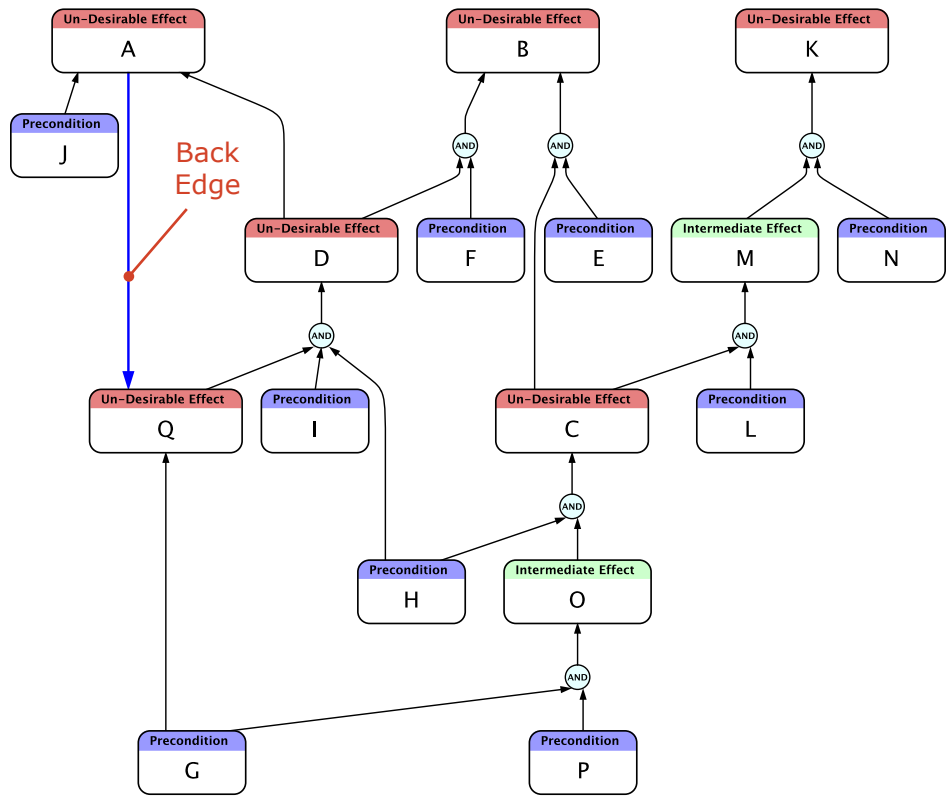 Un-Desirable Effect
A
Un-Desirable Effect
B
Un-Desirable Effect
K
Precondition
J
Back
Edge
AND
AND
AND
Un-Desirable Effect
D
Precondition
F
Precondition
E
Intermediate Effect
M
Precondition
N
AND
AND
Un-Desirable Effect
Q
Precondition
I
Un-Desirable Effect
C
Precondition
L
AND
Precondition
H
Intermediate Effect
O
AND
Precondition
G
Precondition
P